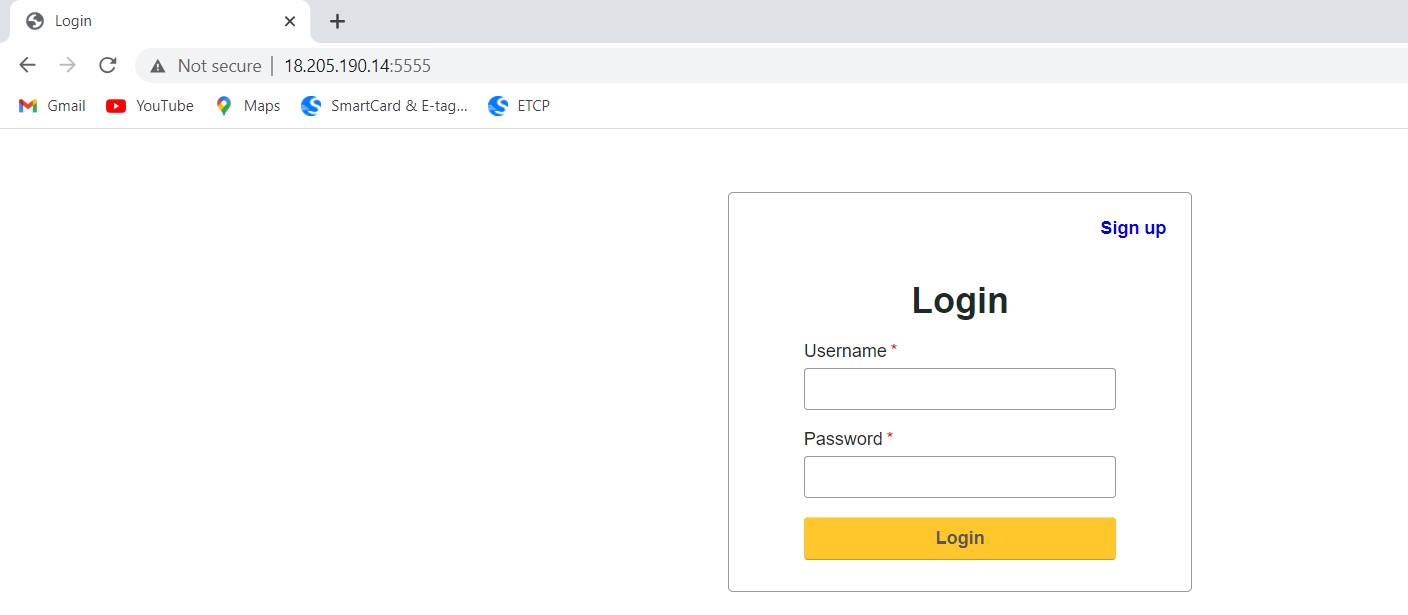 Login
Not secure 18.205.190.14:5555
Gmail YouTube Maps SmartCard & E-tag... ETCP
Sign up
Login
Username *
Password *
Login